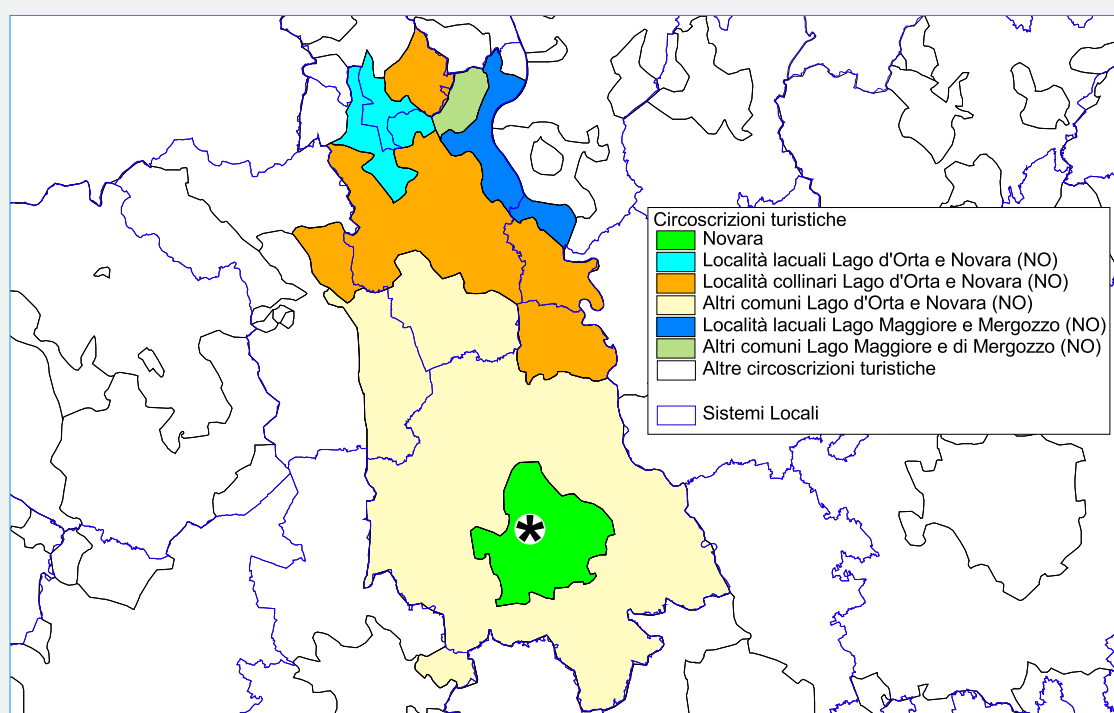 Circoscrizioni turistiche
Novara
Località lacuali Lago d'Orta e Novara (NO)
Località collinari Lago d'Orta e Novara (NO)
Altri comuni Lago d'Orta e Novara (NO)
Località lacuali Lago Maggiore e Mergozzo (NO)
Altri comuni Lago Maggiore e di Mergozzo (NO)
Altre circoscrizioni turistiche
Sistemi Locali
*